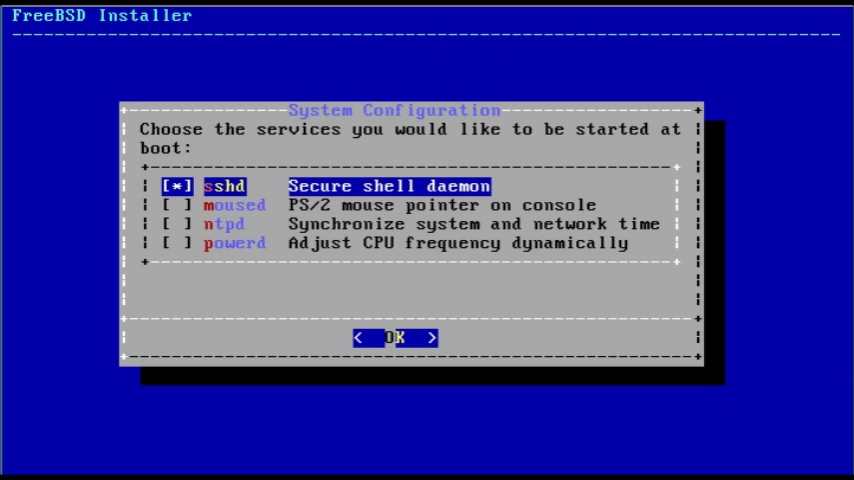 FreeBSD Installer
System Configuration
Choose the services you would like to be started at
boot:
[*] sshd Secure shell daemon
[ ] moused PS/2 mouse pointer on console
[ ] ntpd Synchronize system and network time
[ ] powerd Adjust CPU frequency dynamically
< OK >